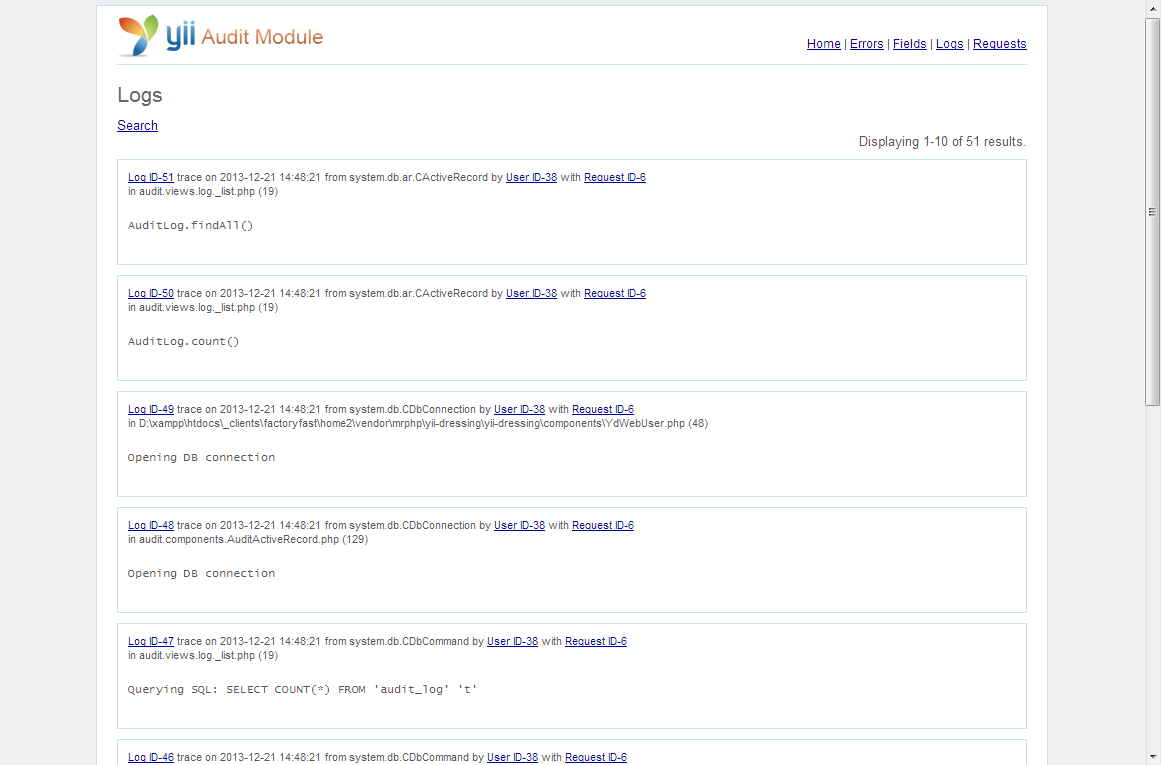 yii Audit Module
Home | Errors | Fields | Logs | Requests
Logs
Search
Displaying 1-10 of 51 results.
Log ID-51 trace on 2013-12-21 14:48:21 from system.db.ar.CActiveRecord by User ID-38 with Request ID-6
in audit.views.log._list.php (19)
AuditLog.findAll()
Log ID-50 trace on 2013-12-21 14:48:21 from system.db.ar.CActiveRecord by User ID-38 with Request ID-6
in audit.views.log._list.php (19)
AuditLog.count()
Log ID-49 trace on 2013-12-21 14:48:21 from system.db.CDbConnection by User ID-38 with Request ID-6
in D:\xampp\htdocs\_clients\factoryfast\home2\vendor\mrphp\yii-dressing\yii-dressing\components\YdWebUser.php (48)
Opening DB connection
Log ID-48 trace on 2013-12-21 14:48:21 from system.db.CDbConnection by User ID-38 with Request ID-6
in audit.components.AuditActiveRecord.php (129)
Opening DB connection
Log ID-47 trace on 2013-12-21 14:48:21 from system.db.CDbCommand by User ID-38 with Request ID-6
in audit.views.log._list.php (19)
Querying SQL: SELECT COUNT(*) FROM 'audit_log' 't'
Log ID-46 trace on 2013-12-21 14:48:21 from system.db.CDbCommand by User ID-38 with Request ID-6